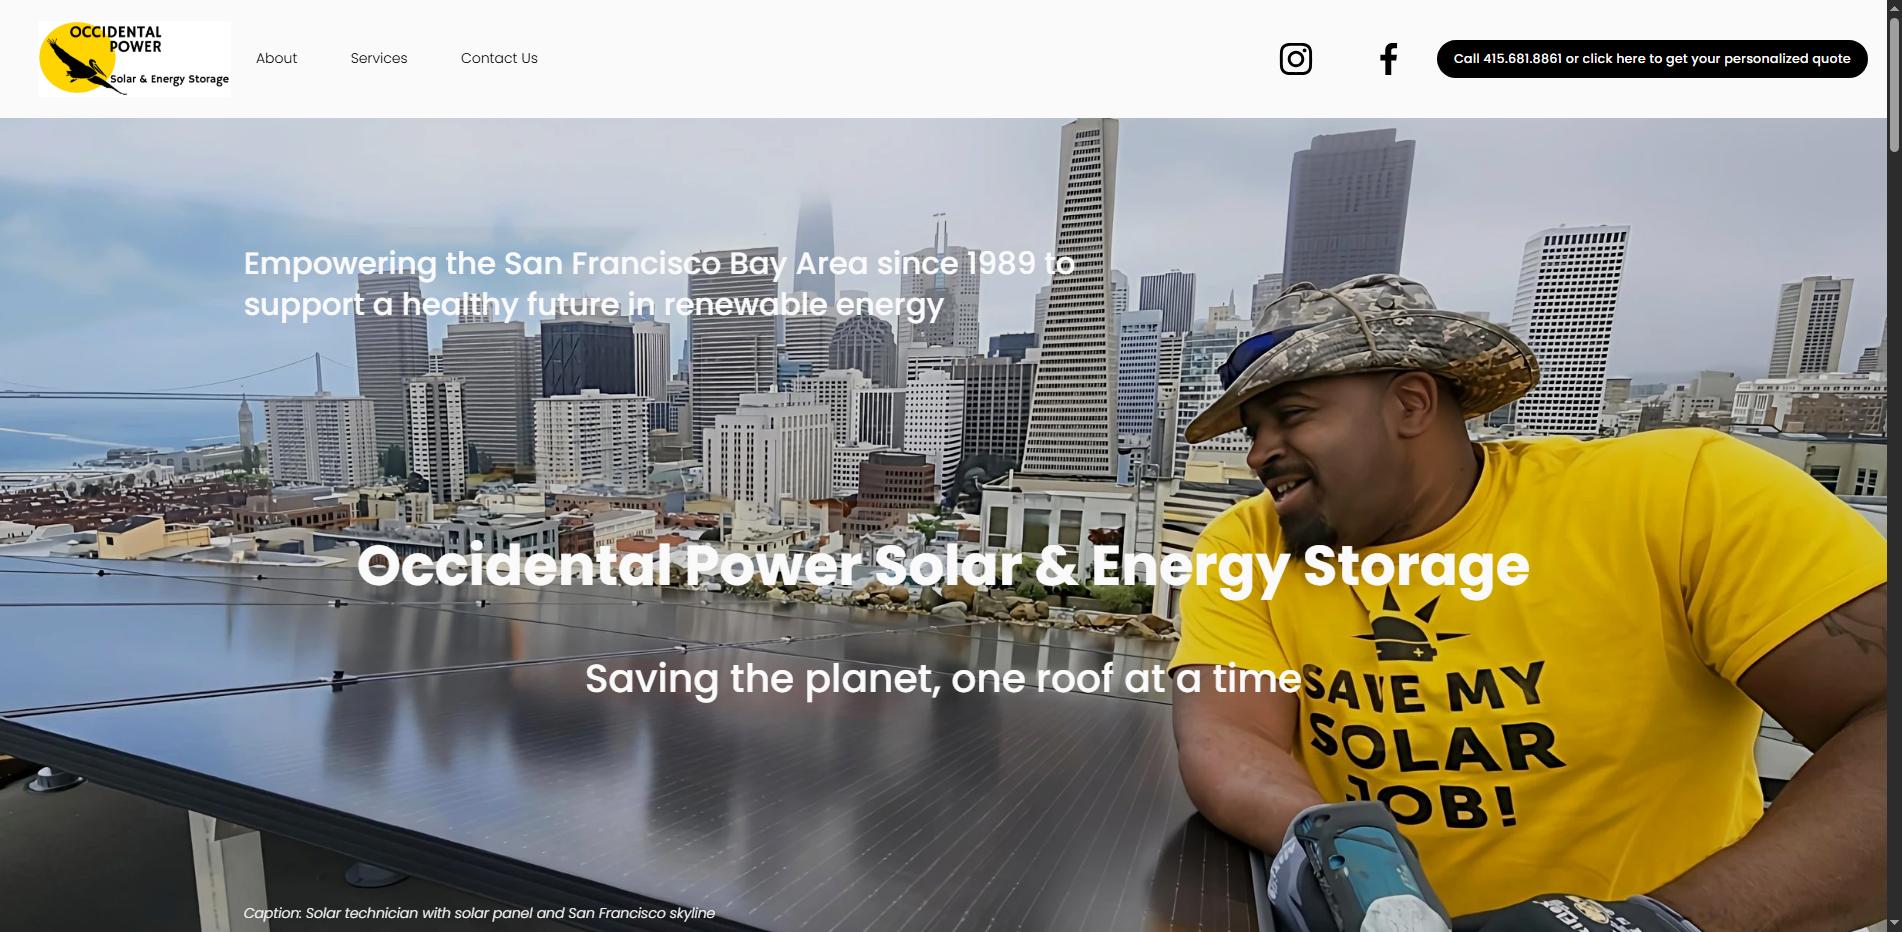 OCCIDENTAL
POWER
Solar & Energy Storage
About
Services
Contact Us
Call 415.681.8861 or click here to get your personalized quote
Empowering the San Francisco Bay Area since 1989 to
support a healthy future in renewable energy
Occidental Power Solar & Energy Storage
Saving the planet, one roof at a time
SAVE MY
SOLAR
JOB!
Caption: Solar technician with solar panel and San Francisco skyline